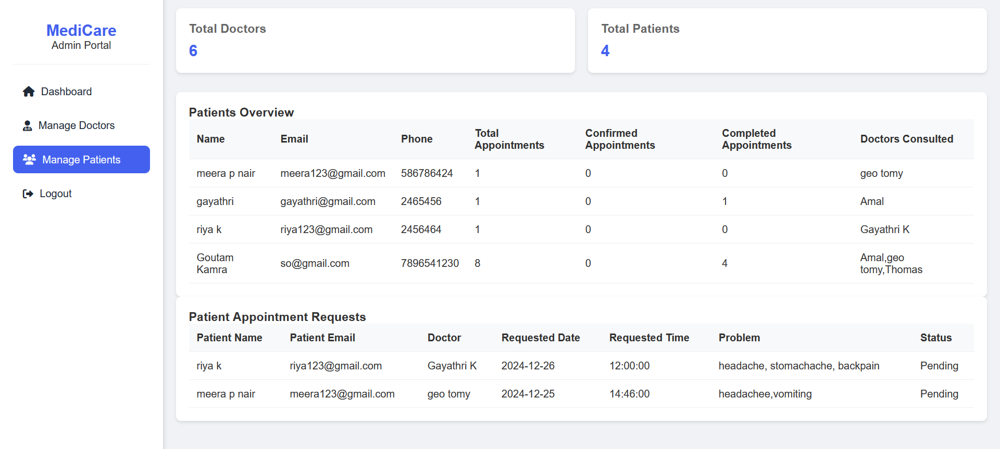 MediCare
Admin Portal
Dashboard
Manage Doctors
Manage Patients
Logout
Total Doctors
6
Total Patients
4
Patients Overview
Name Email Phone Total Appointments Confirmed Appointments Completed Appointments Doctors Consulted
meera p nair meera123@gmail.com 586786424 1 0 0 geo tomy
gayathri gayathri@gmail.com 2465456 1 0 1 Amal
riya k riya123@gmail.com 2456464 1 0 0 Gayathri K
Goutam Kamra so@gmail.com 7896541230 8 0 4 Amal,geo tomy,Thomas
Patient Appointment Requests
Patient Name Patient Email Doctor Requested Date Requested Time Problem Status
riya k riya123@gmail.com Gayathri K 2024-12-26 12:00:00 headache, stomachache, backpain Pending
meera p nair meera123@gmail.com geo tomy 2024-12-25 14:46:00 headachee,vomiting Pending